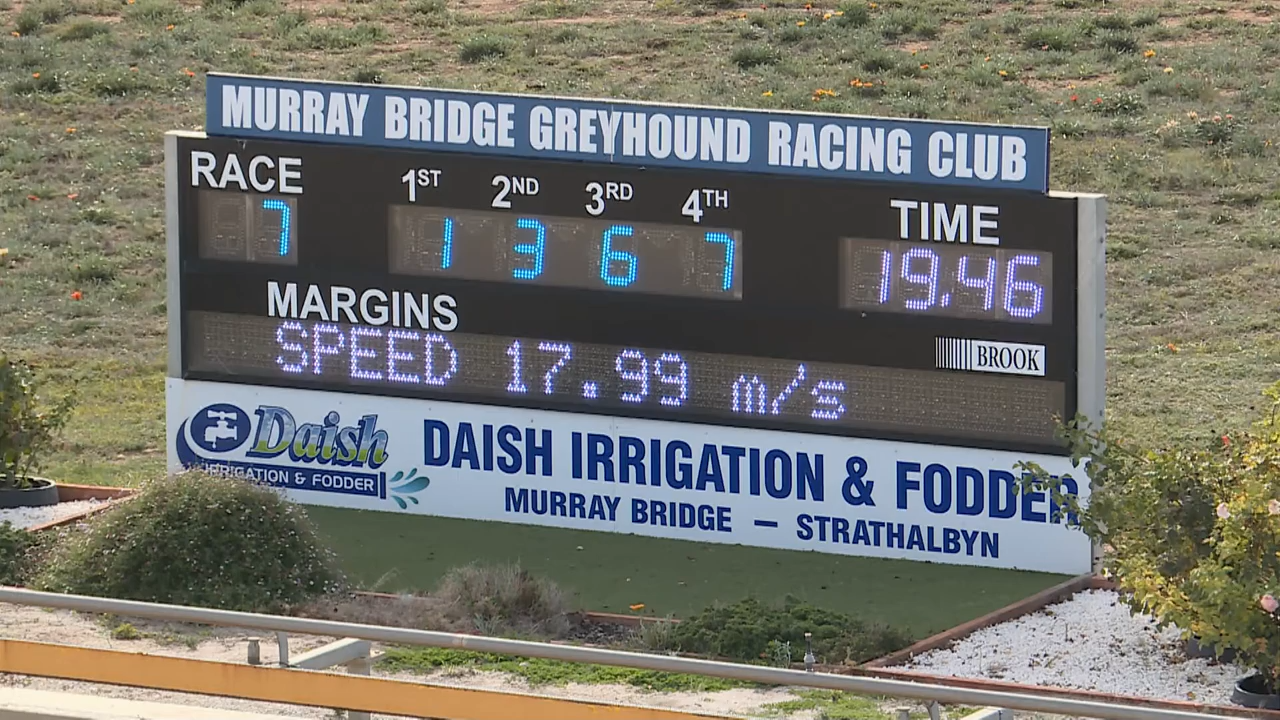 MURRAY BRIDGE GREYHOUND RACING CLUB
RACE 1ST 2ND 3RD 4TH TIME
7 1 3 6 7 19.46
MARGINS
SPEED 17.99 m/s
BROOK
Daish
IRRIGATION & FODDER
DAISH IRRIGATION & FODDER
MURRAY BRIDGE – STRATHALBYN